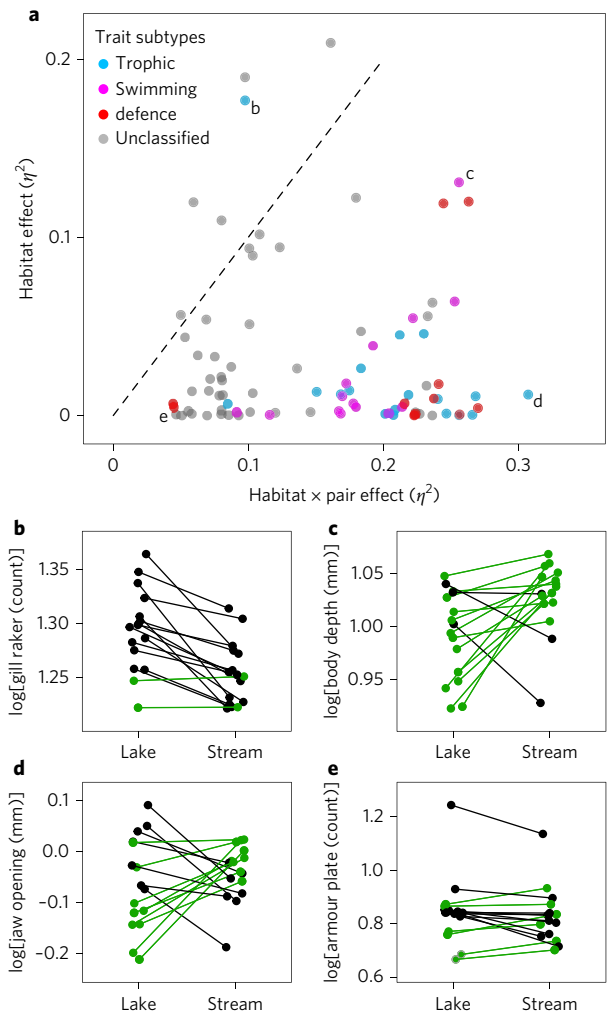 a
Trait subtypes
Trophic
Swimming
defence
Unclassified
b
c
d
e
0.2
0.1
0
0
0.1
0.2
0.3
Habitat effect (η²)
Habitat × pair effect (η²)
b
1.35
1.30
1.25
log[gill raker (count)]
Lake
Stream
c
1.05
1.00
0.95
log[body depth (mm)]
Lake
Stream
d
0.1
0.0
−0.1
−0.2
log[jaw opening (mm)]
Lake
Stream
e
1.2
1.0
0.8
0.6
log[armour plate (count)]
Lake
Stream